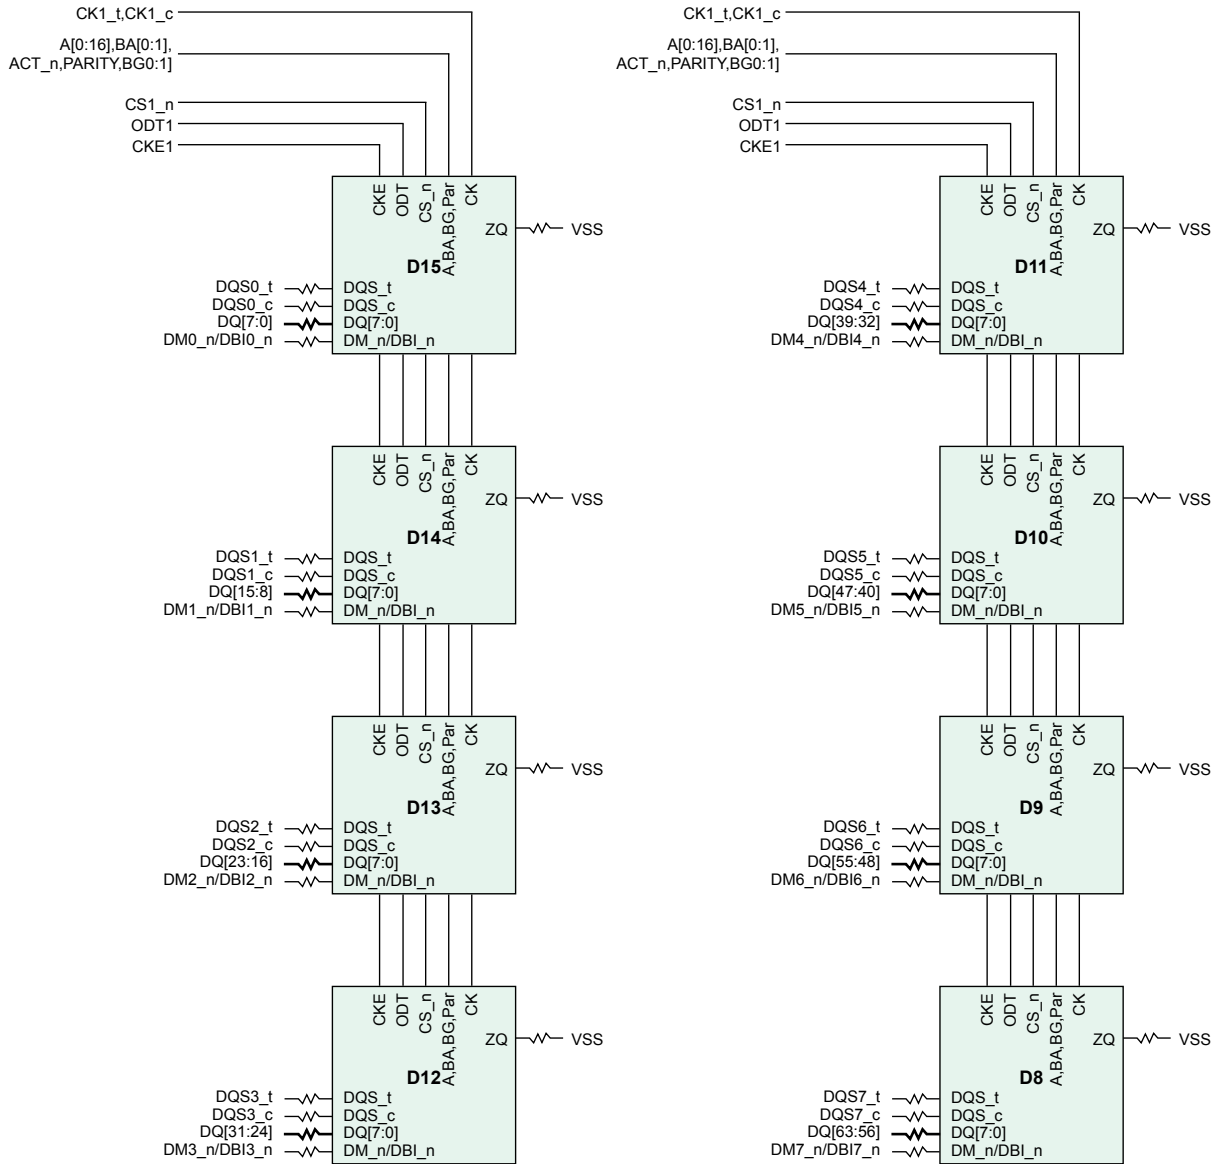 CK1_t,CK1_c
A[0:16],BA[0:1],
ACT_n,PARITY,BG0:1]
CS1_n
ODT1
CKE1
CKE
ODT
CS_n
A,BA,BG,Par
CK
ZQ
VSS
D15
DQS0_t
DQS_t
DQS0_c
DQS_c
DQ[7:0]
DQ[7:0]
DM0_n/DBI0_n
DM_n/DBI_n
CKE
ODT
CS_n
A,BA,BG,Par
CK
ZQ
VSS
D14
DQS1_t
DQS_t
DQS1_c
DQS_c
DQ[15:8]
DQ[7:0]
DM1_n/DBI1_n
DM_n/DBI_n
CKE
ODT
CS_n
A,BA,BG,Par
CK
ZQ
VSS
D13
DQS2_t
DQS_t
DQS2_c
DQS_c
DQ[23:16]
DQ[7:0]
DM2_n/DBI2_n
DM_n/DBI_n
CKE
ODT
CS_n
A,BA,BG,Par
CK
ZQ
VSS
D12
DQS3_t
DQS_t
DQS3_c
DQS_c
DQ[31:24]
DQ[7:0]
DM3_n/DBI3_n
DM_n/DBI_n
CK1_t,CK1_c
A[0:16],BA[0:1],
ACT_n,PARITY,BG0:1]
CS1_n
ODT1
CKE1
CKE
ODT
CS_n
A,BA,BG,Par
CK
ZQ
VSS
D11
DQS4_t
DQS_t
DQS4_c
DQS_c
DQ[39:32]
DQ[7:0]
DM4_n/DBI4_n
DM_n/DBI_n
CKE
ODT
CS_n
A,BA,BG,Par
CK
ZQ
VSS
D10
DQS5_t
DQS_t
DQS5_c
DQS_c
DQ[47:40]
DQ[7:0]
DM5_n/DBI5_n
DM_n/DBI_n
CKE
ODT
CS_n
A,BA,BG,Par
CK
ZQ
VSS
D9
DQS6_t
DQS_t
DQS6_c
DQS_c
DQ[55:48]
DQ[7:0]
DM6_n/DBI6_n
DM_n/DBI_n
CKE
ODT
CS_n
A,BA,BG,Par
CK
ZQ
VSS
D8
DQS7_t
DQS_t
DQS7_c
DQS_c
DQ[63:56]
DQ[7:0]
DM7_n/DBI7_n
DM_n/DBI_n